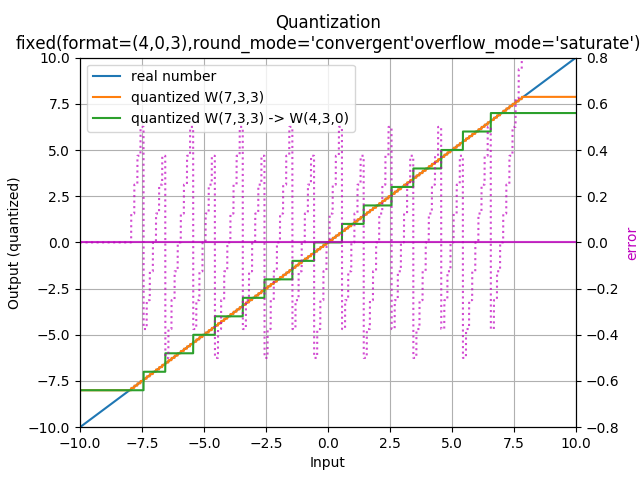 Quantization
fixed(format=(4,0,3),round_mode='convergent'overflow_mode='saturate')
real number
quantized W(7,3,3)
quantized W(7,3,3) -> W(4,3,0)
10.0
7.5
5.0
2.5
0.0
−2.5
−5.0
−7.5
−10.0
Output (quantized)
−10.0 −7.5 −5.0 −2.5 0.0 2.5 5.0 7.5 10.0
Input
0.8
0.6
0.4
0.2
0.0
−0.2
−0.4
−0.6
−0.8
error